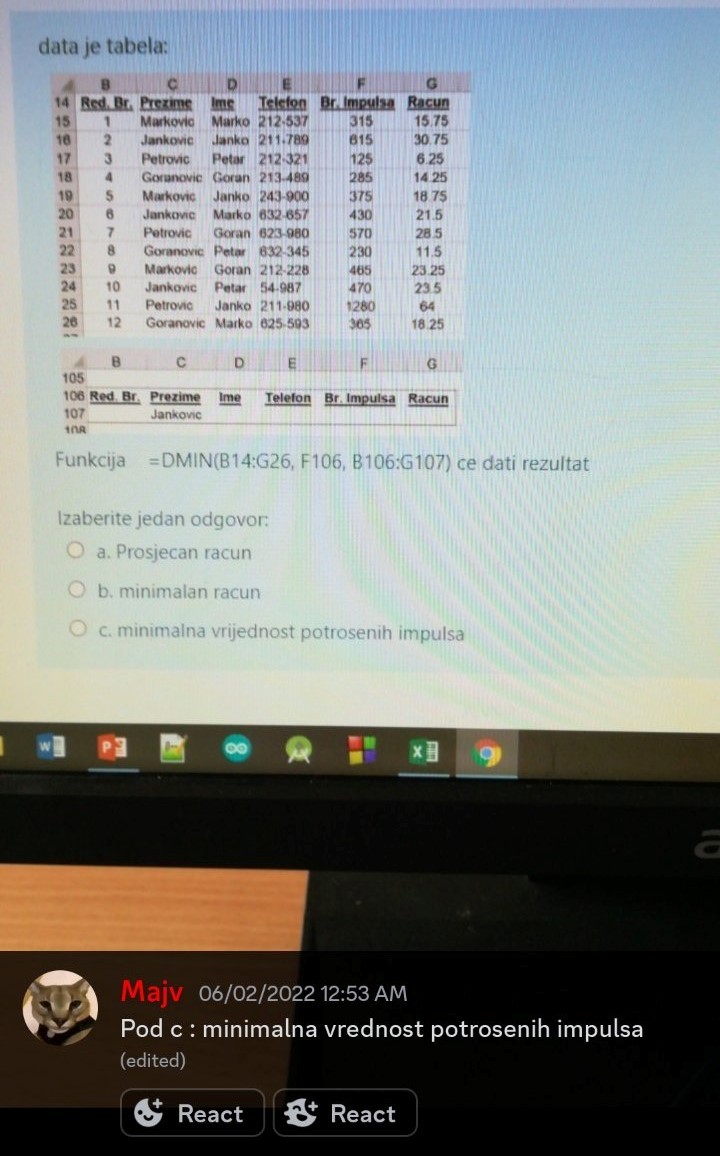 data je tabela:
B C D E F G
14 Red. Br. Prezime Ime Telefon Br. Impulsa Racun
15 1 Markovic Marko 212-537 315 15.75
16 2 Jankovic Janko 211-789 615 30.75
17 3 Petrovic Petar 212-321 125 6.25
18 4 Goranovic Goran 213-489 285 14.25
19 5 Markovic Janko 243-900 375 18.75
20 6 Jankovic Marko 632-657 430 21.5
21 7 Petrovic Goran 623-980 570 28.5
22 8 Goranovic Petar 632-345 230 11.5
23 9 Markovic Goran 212-228 465 23.25
24 10 Jankovic Petar 54-987 470 23.5
25 11 Petrovic Janko 211-980 1280 64
26 12 Goranovic Marko 625-593 365 18.25
B C D E F G
105
106 Red. Br. Prezime Ime Telefon Br. Impulsa Racun
107 Jankovic
108
Funkcija =DMIN(B14:G26, F106, B106:G107) ce dati rezultat
Izaberite jedan odgovor:
a. Prosjecan racun
b. minimalan racun
c. minimalna vrijednost potrosenih impulsa
Majv 06/02/2022 12:53 AM
Pod c : minimalna vrednost potrosenih impulsa
(edited)
React React